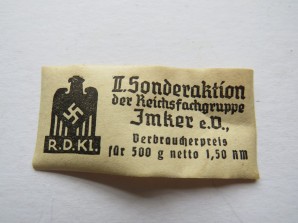 II. Sonderaktion
der Reichsfachgruppe
Imker e.V.,
Verbraucherpreis
für 500 g netto 1,50 RM
R.D.Kl.